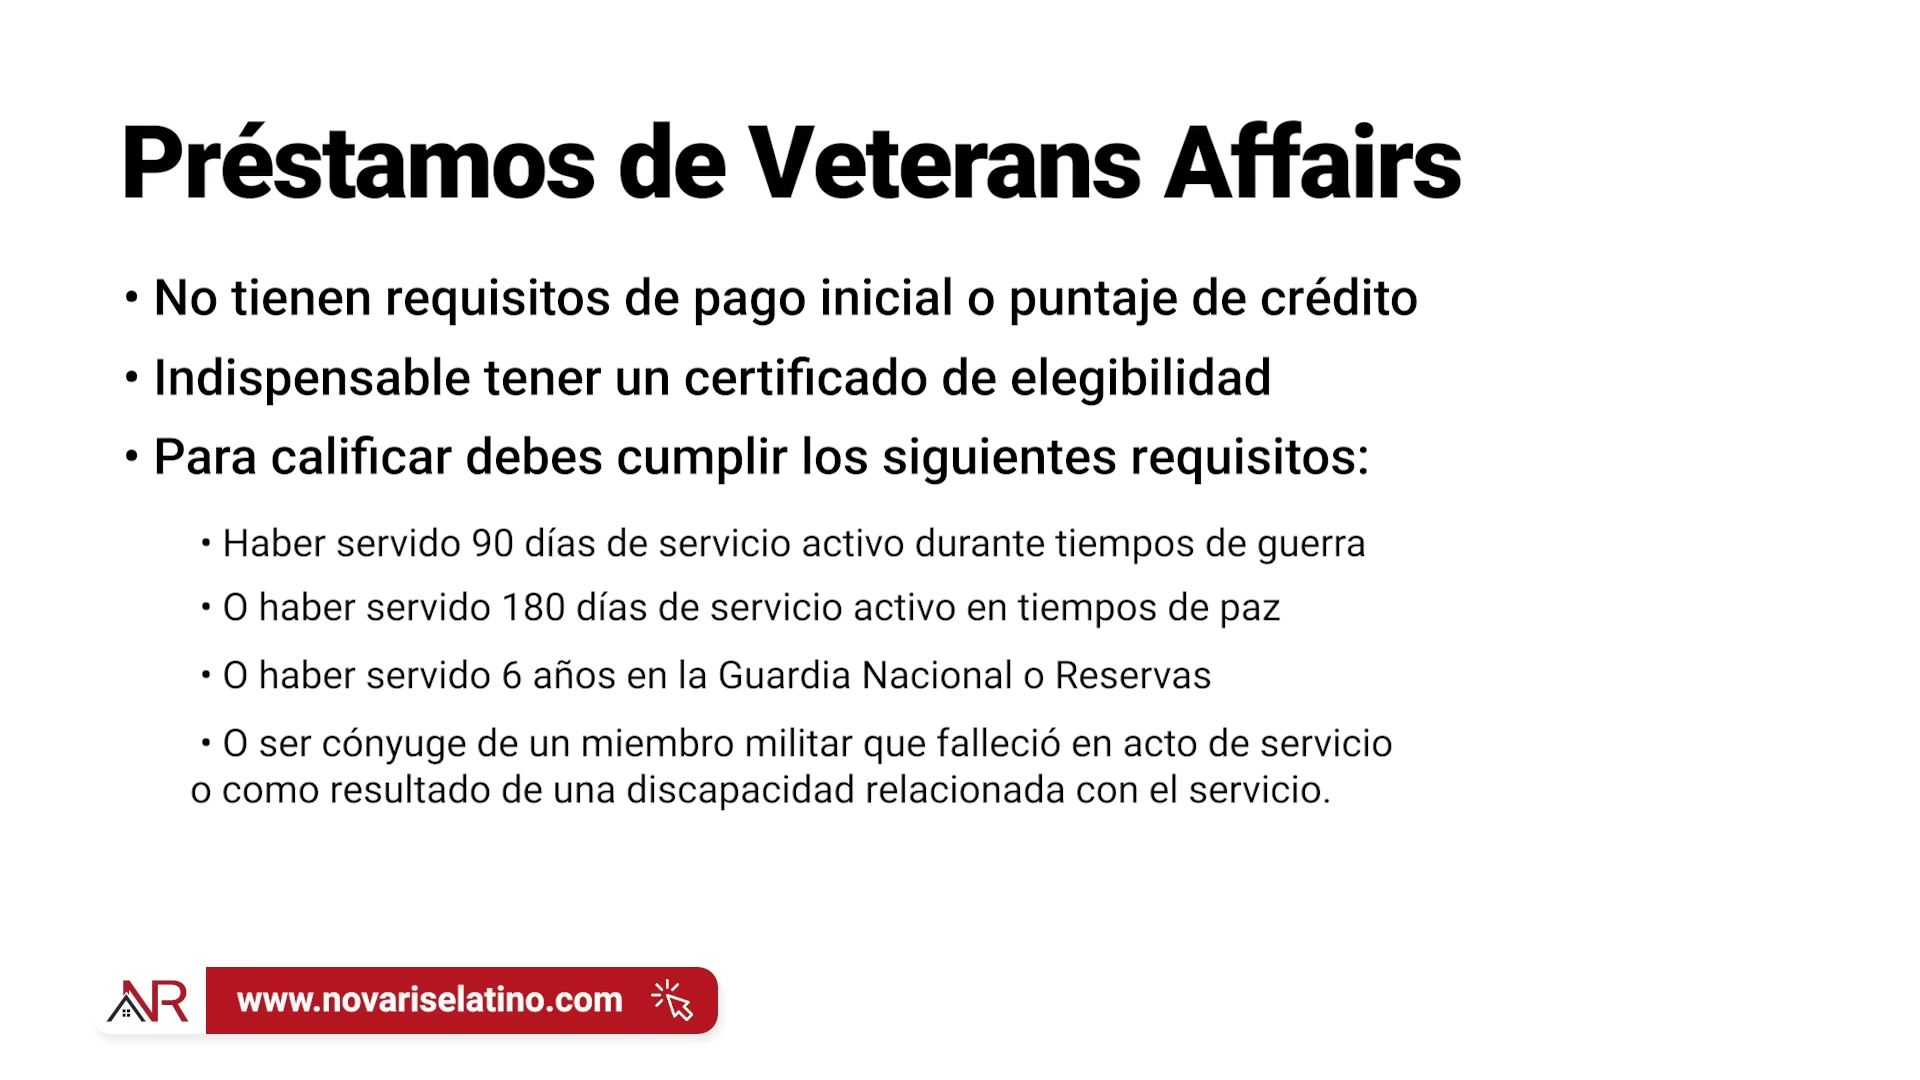 Préstamos de Veterans Affairs
• No tienen requisitos de pago inicial o puntaje de crédito
• Indispensable tener un certificado de elegibilidad
• Para calificar debes cumplir los siguientes requisitos:
• Haber servido 90 días de servicio activo durante tiempos de guerra
• O haber servido 180 días de servicio activo en tiempos de paz
• O haber servido 6 años en la Guardia Nacional o Reservas
• O ser cónyuge de un miembro militar que falleció en acto de servicio
o como resultado de una discapacidad relacionada con el servicio.
NR www.novariselatino.com